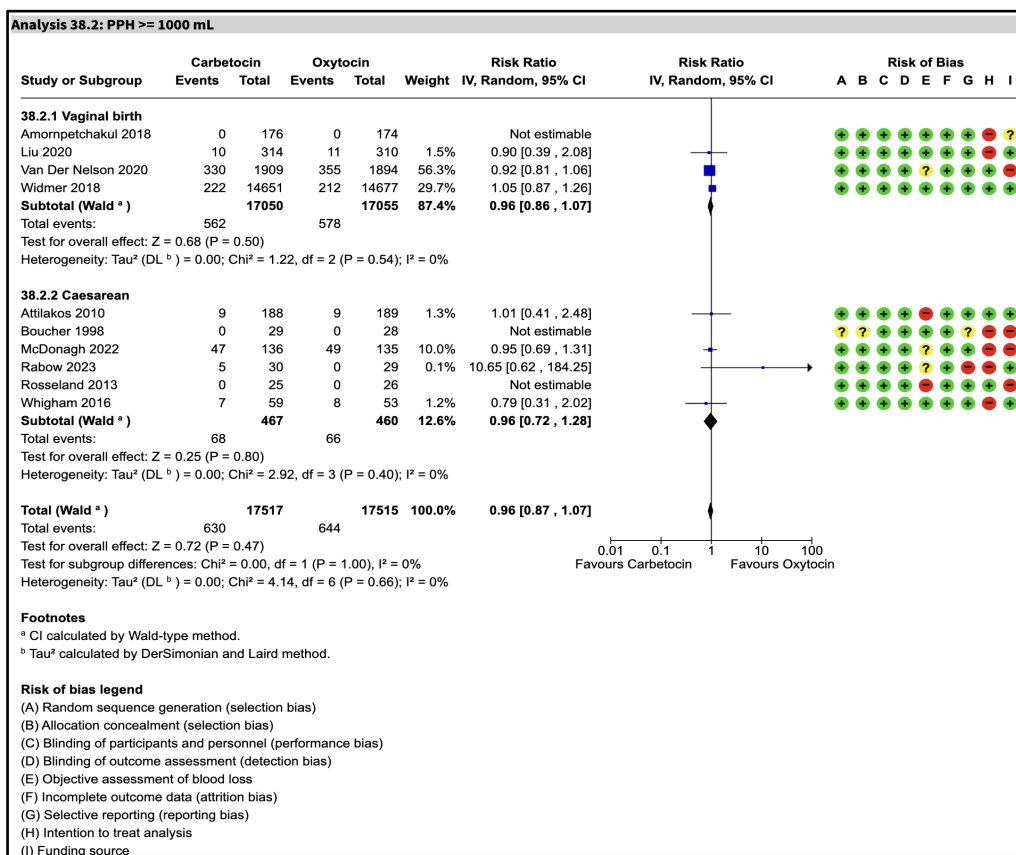 Analysis 38.2: PPH >= 1000 mL
Carbetocin Oxytocin Risk Ratio Risk Ratio Risk of Bias
Study or Subgroup Events Total Events Total Weight IV, Random, 95% CI IV, Random, 95% CI A B C D E F G H I
38.2.1 Vaginal birth
Amornpetchakul 2018 0 176 0 174 Not estimable + + + + + + + − ?
Liu 2020 10 314 11 310 1.5% 0.90 [0.39 , 2.08] + + + + + + + − +
Van Der Nelson 2020 330 1909 355 1894 56.3% 0.92 [0.81 , 1.06] + + + + ? + + + −
Widmer 2018 222 14651 212 14677 29.7% 1.05 [0.87 , 1.26] + + + + + + + + +
Subtotal (Wald ᵃ ) 17050 17055 87.4% 0.96 [0.86 , 1.07]
Total events: 562 578
Test for overall effect: Z = 0.68 (P = 0.50)
Heterogeneity: Tau² (DL ᵇ ) = 0.00; Chi² = 1.22, df = 2 (P = 0.54); I² = 0%
38.2.2 Caesarean
Attilakos 2010 9 188 9 189 1.3% 1.01 [0.41 , 2.48] + + + + − + + + +
Boucher 1998 0 29 0 28 Not estimable ? ? + + + + ? − −
McDonagh 2022 47 136 49 135 10.0% 0.95 [0.69 , 1.31] + + + + ? + + − −
Rabow 2023 5 30 0 29 0.1% 10.65 [0.62 , 184.25] + + + + ? + − − +
Rosseland 2013 0 25 0 26 Not estimable + + + + − + + + −
Whigham 2016 7 59 8 53 1.2% 0.79 [0.31 , 2.02] + + + + + + + − +
Subtotal (Wald ᵃ ) 467 460 12.6% 0.96 [0.72 , 1.28]
Total events: 68 66
Test for overall effect: Z = 0.25 (P = 0.80)
Heterogeneity: Tau² (DL ᵇ ) = 0.00; Chi² = 2.92, df = 3 (P = 0.40); I² = 0%
Total (Wald ᵃ ) 17517 17515 100.0% 0.96 [0.87 , 1.07]
Total events: 630 644
Test for overall effect: Z = 0.72 (P = 0.47)
Test for subgroup differences: Chi² = 0.00, df = 1 (P = 1.00), I² = 0%
Heterogeneity: Tau² (DL ᵇ ) = 0.00; Chi² = 4.14, df = 6 (P = 0.66); I² = 0%
0.01 0.1 1 10 100
Favours Carbetocin Favours Oxytocin
Footnotes
ᵃ CI calculated by Wald-type method.
ᵇ Tau² calculated by DerSimonian and Laird method.
Risk of bias legend
(A) Random sequence generation (selection bias)
(B) Allocation concealment (selection bias)
(C) Blinding of participants and personnel (performance bias)
(D) Blinding of outcome assessment (detection bias)
(E) Objective assessment of blood loss
(F) Incomplete outcome data (attrition bias)
(G) Selective reporting (reporting bias)
(H) Intention to treat analysis
(I) Funding source